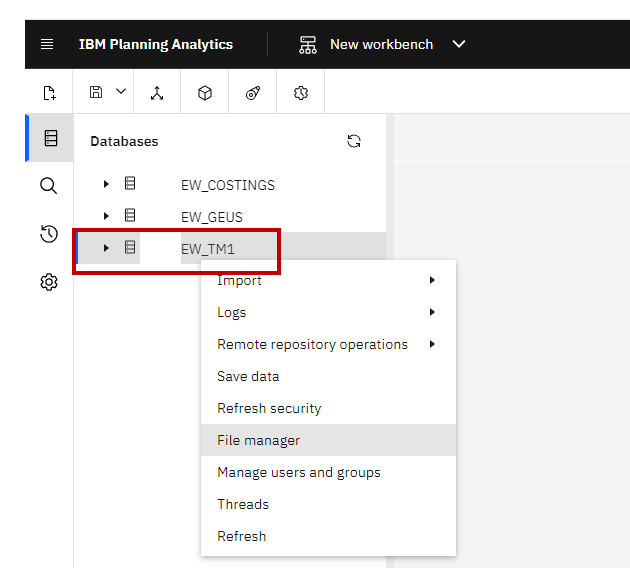 IBM Planning Analytics
New workbench
Databases
EW_COSTINGS
EW_GEUS
EW_TM1
Import
Logs
Remote repository operations
Save data
Refresh security
File manager
Manage users and groups
Threads
Refresh